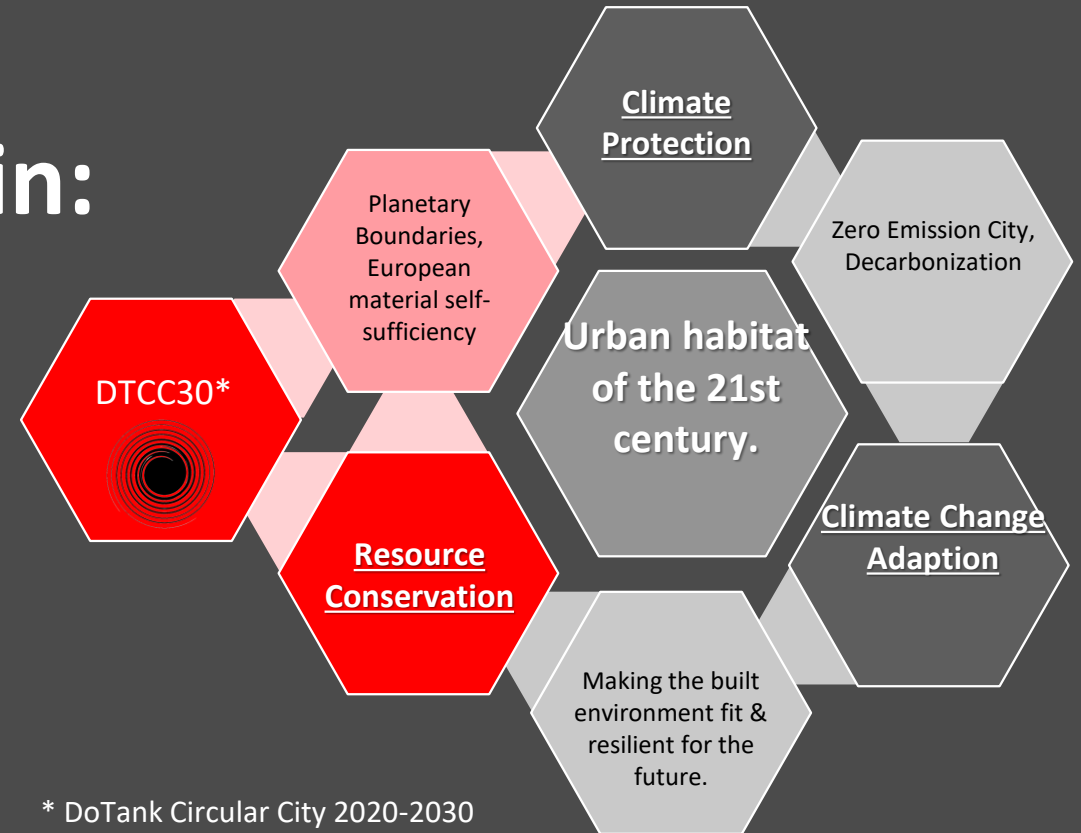 in:
Climate
Protection
Planetary
Boundaries,
European
material self-
sufficiency
Zero Emission City,
Decarbonization
Urban habitat
of the 21st
century.
DTCC30*
Climate Change
Adaption
Resource
Conservation
Making the built
environment fit &
resilient for the
future.
* DoTank Circular City 2020-2030